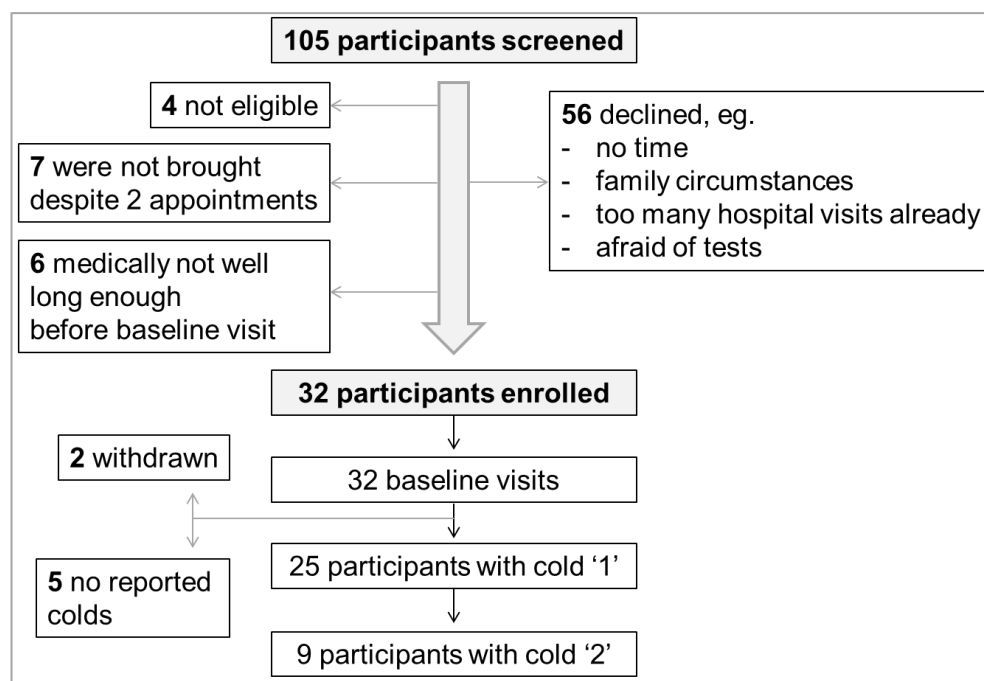 105 participants screened
4 not eligible
7 were not brought
despite 2 appointments
6 medically not well
long enough
before baseline visit
56 declined, eg.
- no time
- family circumstances
- too many hospital visits already
- afraid of tests
32 participants enrolled
2 withdrawn
32 baseline visits
5 no reported
colds
25 participants with cold ‘1’
9 participants with cold ‘2’